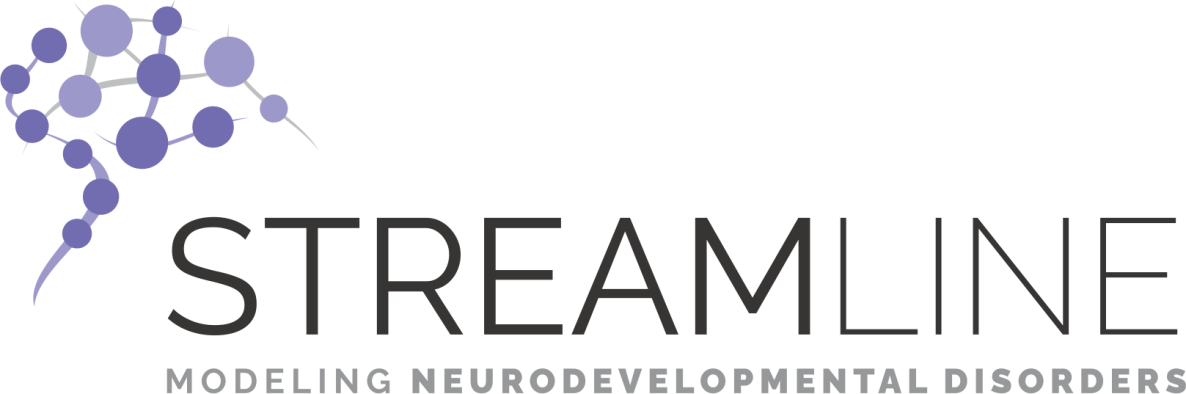 STREAMLINE
MODELING NEURODEVELOPMENTAL DISORDERS